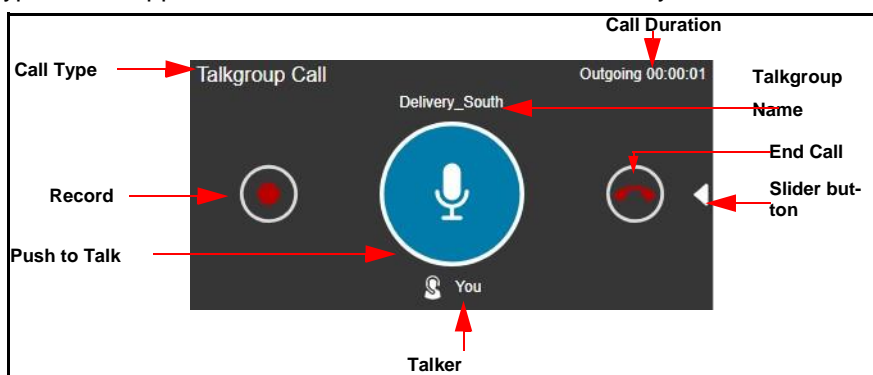 Call Duration
Call Type
Talkgroup Call
Outgoing 00:00:01
Talkgroup
Name
Delivery_South
End Call
Record
Slider but-
ton
Push to Talk
You
Talker